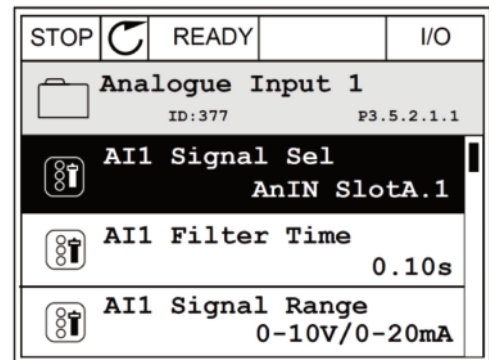 STOP READY I/O
Analogue Input 1
ID:377 P3.5.2.1.1
AI1 Signal Sel
AnIN SlotA.1
AI1 Filter Time
0.10s
AI1 Signal Range
0-10V/0-20mA